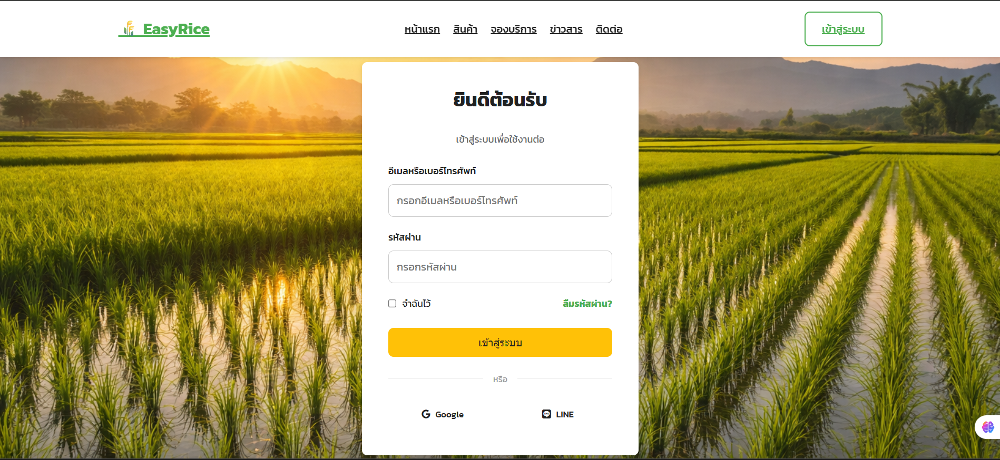 EasyRice
หน้าแรก สินค้า จองบริการ ข่าวสาร ติดต่อ
เข้าสู่ระบบ
ยินดีต้อนรับ
เข้าสู่ระบบเพื่อใช้งานต่อ
อีเมลหรือเบอร์โทรศัพท์
กรอกอีเมลหรือเบอร์โทรศัพท์
รหัสผ่าน
กรอกรหัสผ่าน
จำฉันไว้
ลืมรหัสผ่าน?
เข้าสู่ระบบ
หรือ
Google
LINE